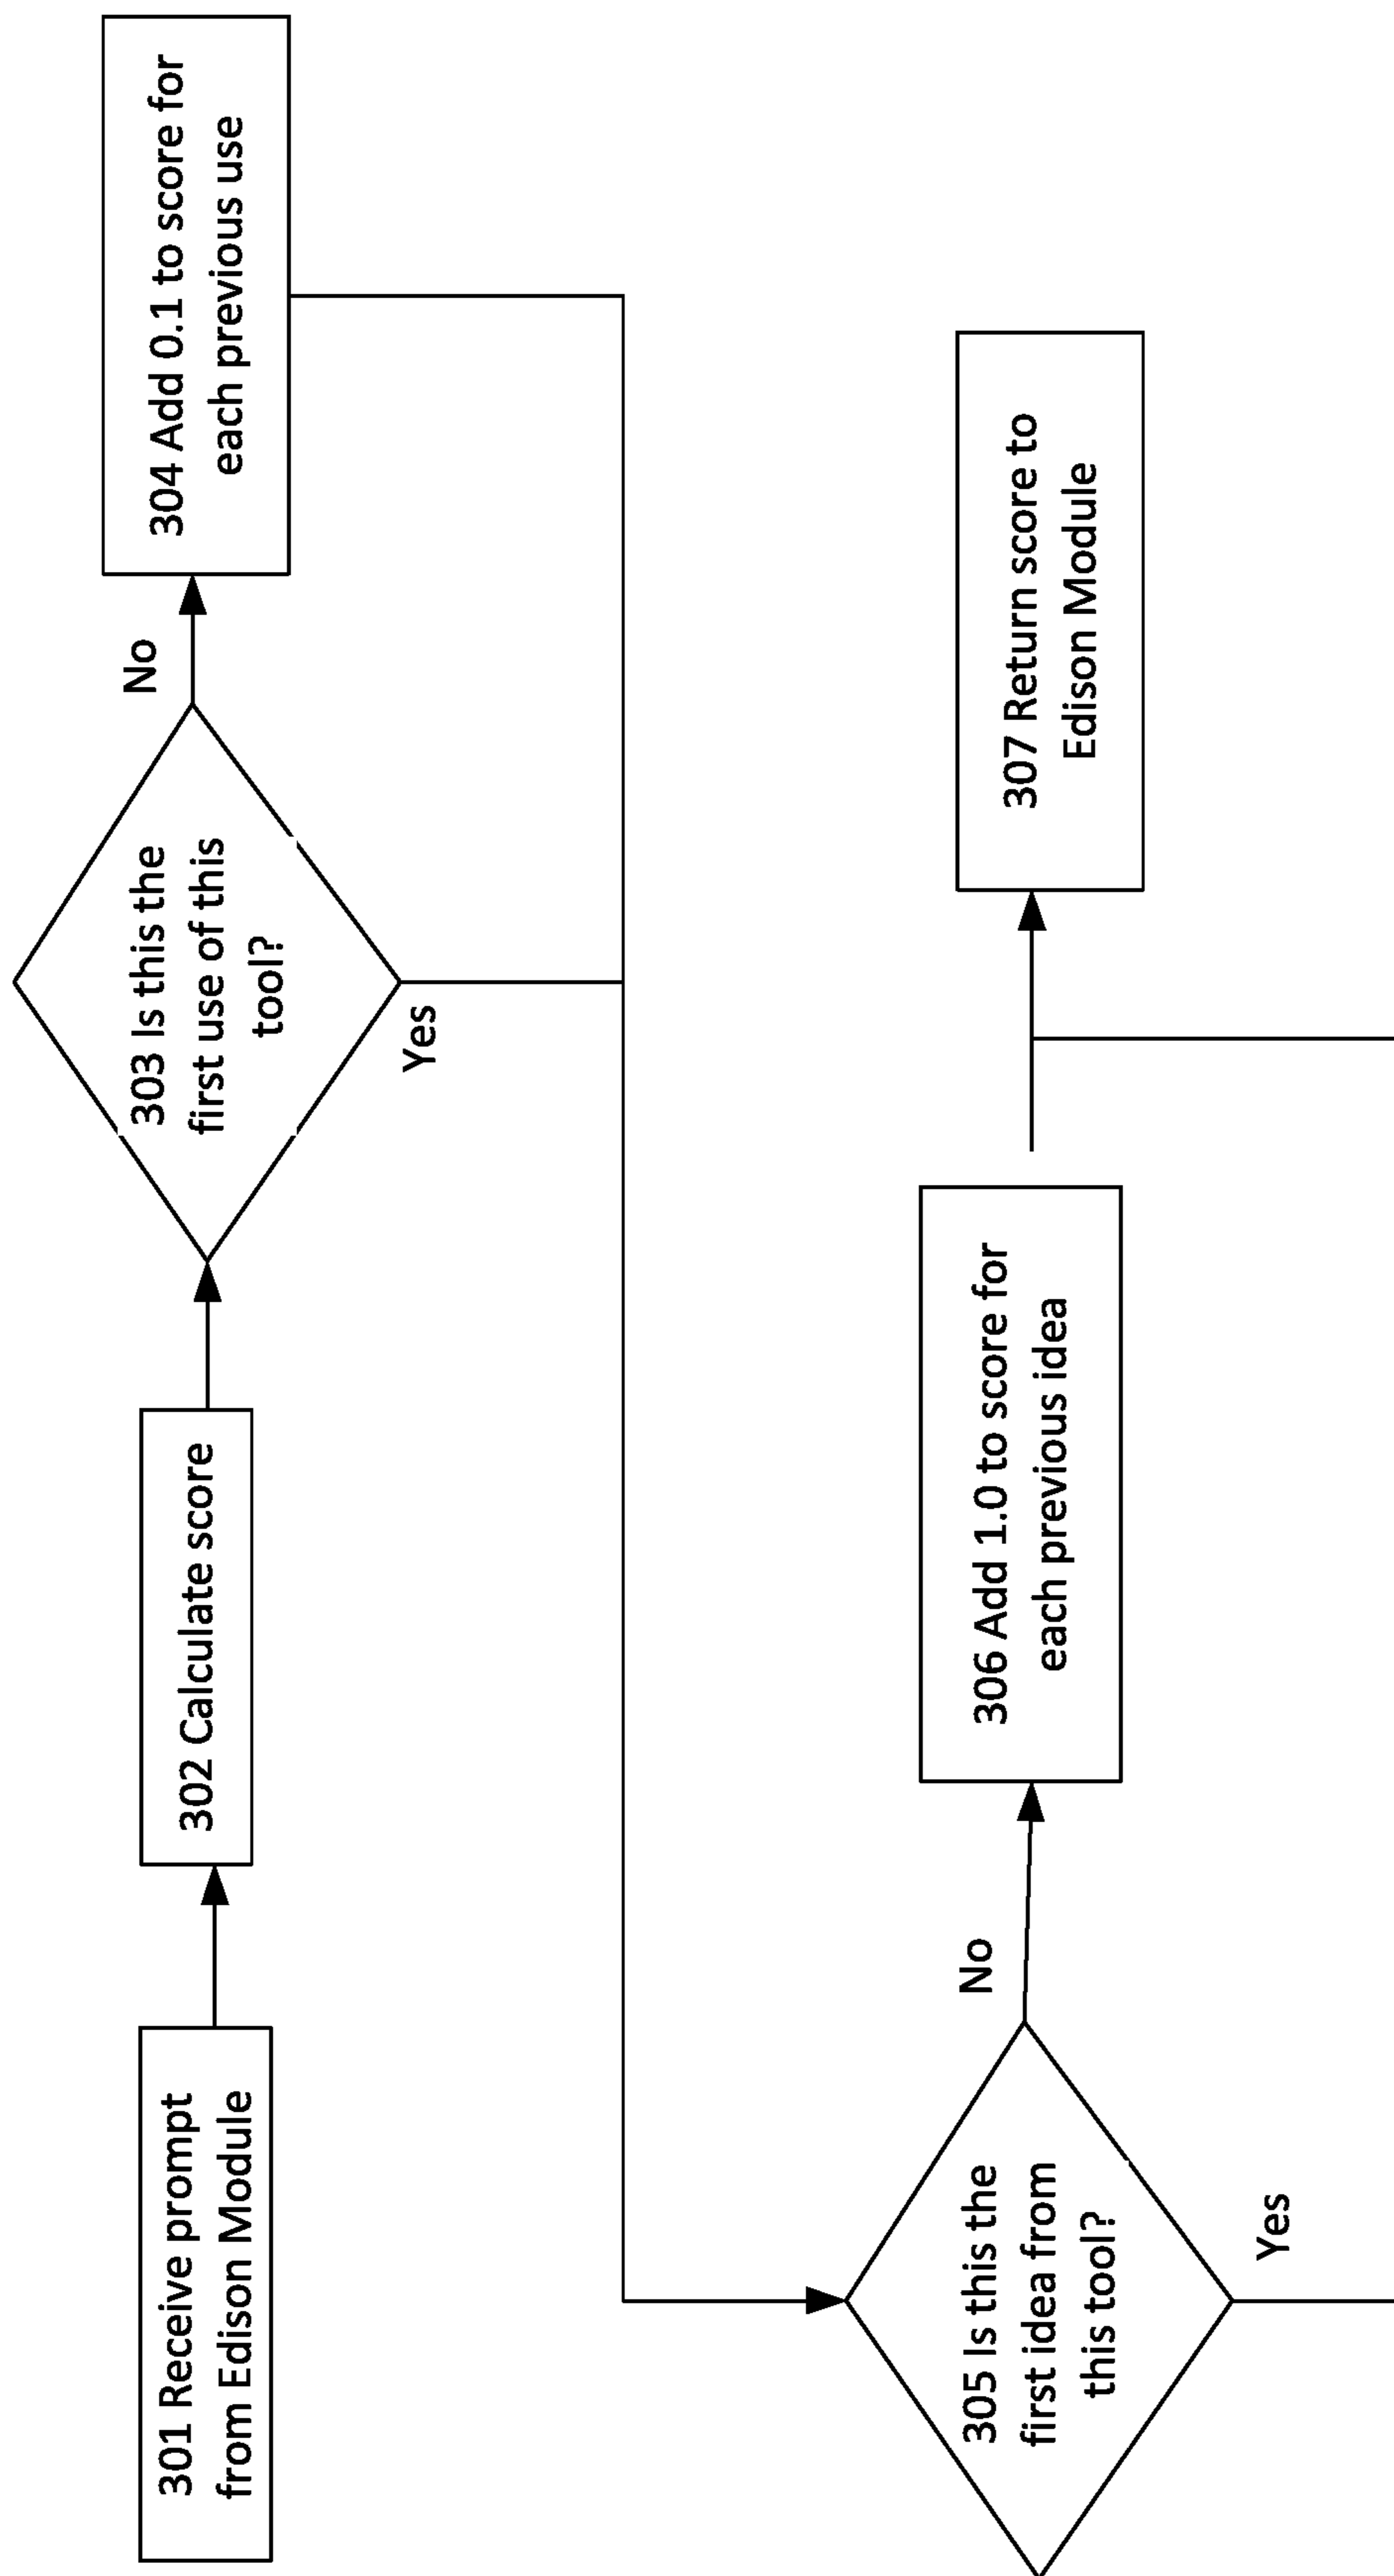 301 Receive prompt
from Edison Module
302 Calculate score
303 Is this the
first use of this
tool?
No
Yes
304 Add 0.1 to score for
each previous use
305 Is this the
first idea from
this tool?
No
Yes
306 Add 1.0 to score for
each previous idea
307 Return score to
Edison Module